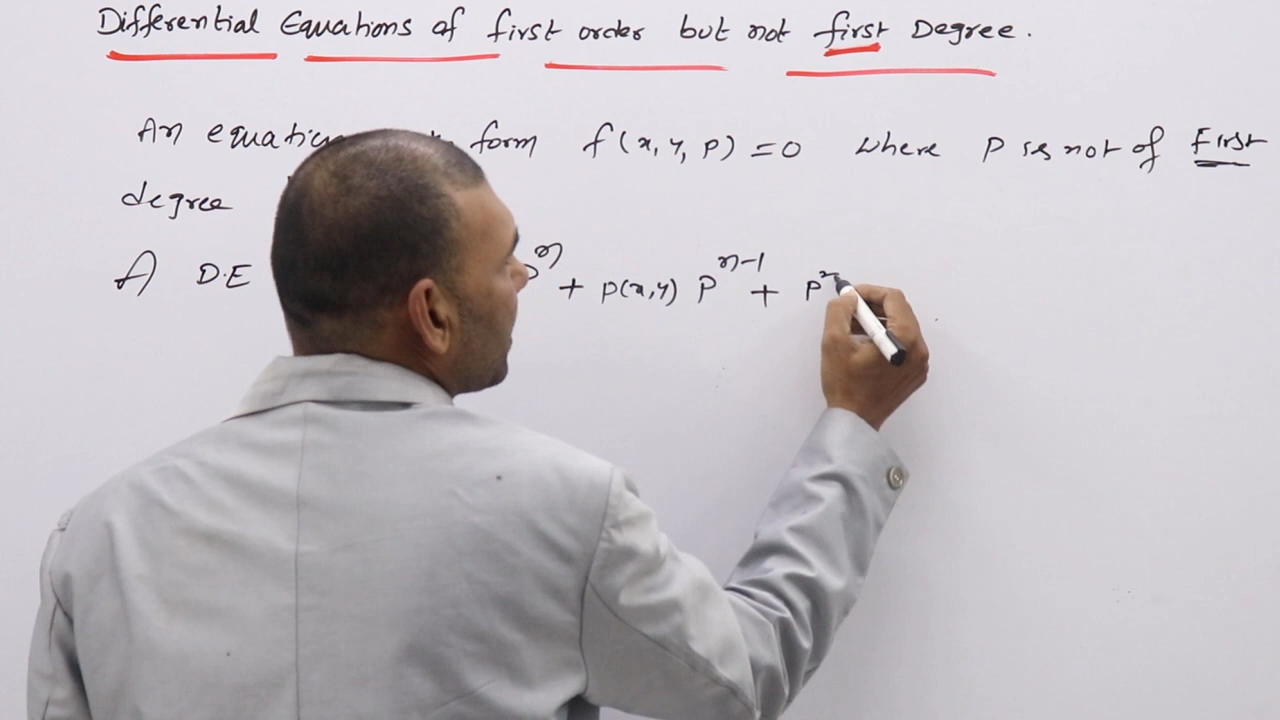 Differential Equations of first order but not first Degree.
An form f(x, y, p) = 0 where p is not of First
degree
A D.E + p(x,y) p^n-1 + p